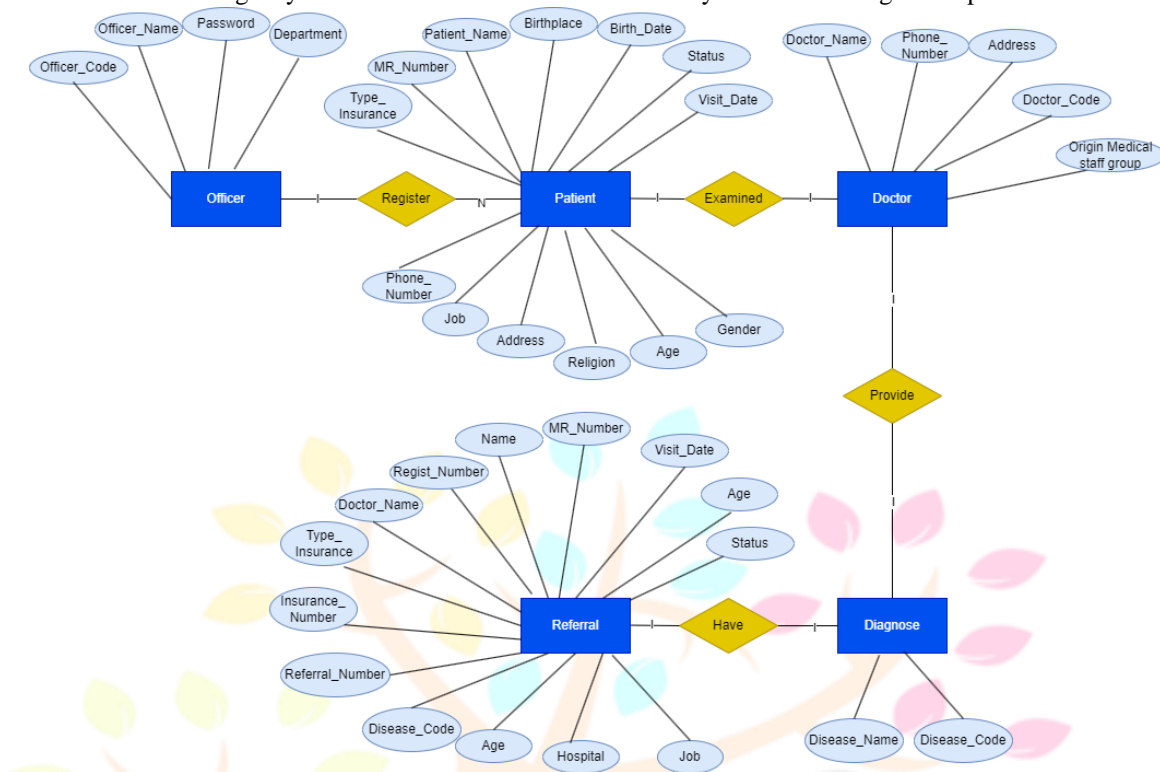 Officer_Name
Password
Department
Officer_Code
Patient_Name
Birthplace
Birth_Date
MR_Number
Status
Type_
Insurance
Visit_Date
Doctor_Name
Phone_
Number
Address
Doctor_Code
Origin Medical
staff group
Officer
I
Register
N
Patient
I
Examined
I
Doctor
Phone_
Number
Job
Address
Religion
Age
Gender
I
Provide
I
Name
MR_Number
Visit_Date
Regist_Number
Age
Doctor_Name
Status
Type_
Insurance
Insurance_
Number
Referral
I
Have
I
Diagnose
Referral_Number
Disease_Code
Age
Hospital
Job
Disease_Name
Disease_Code